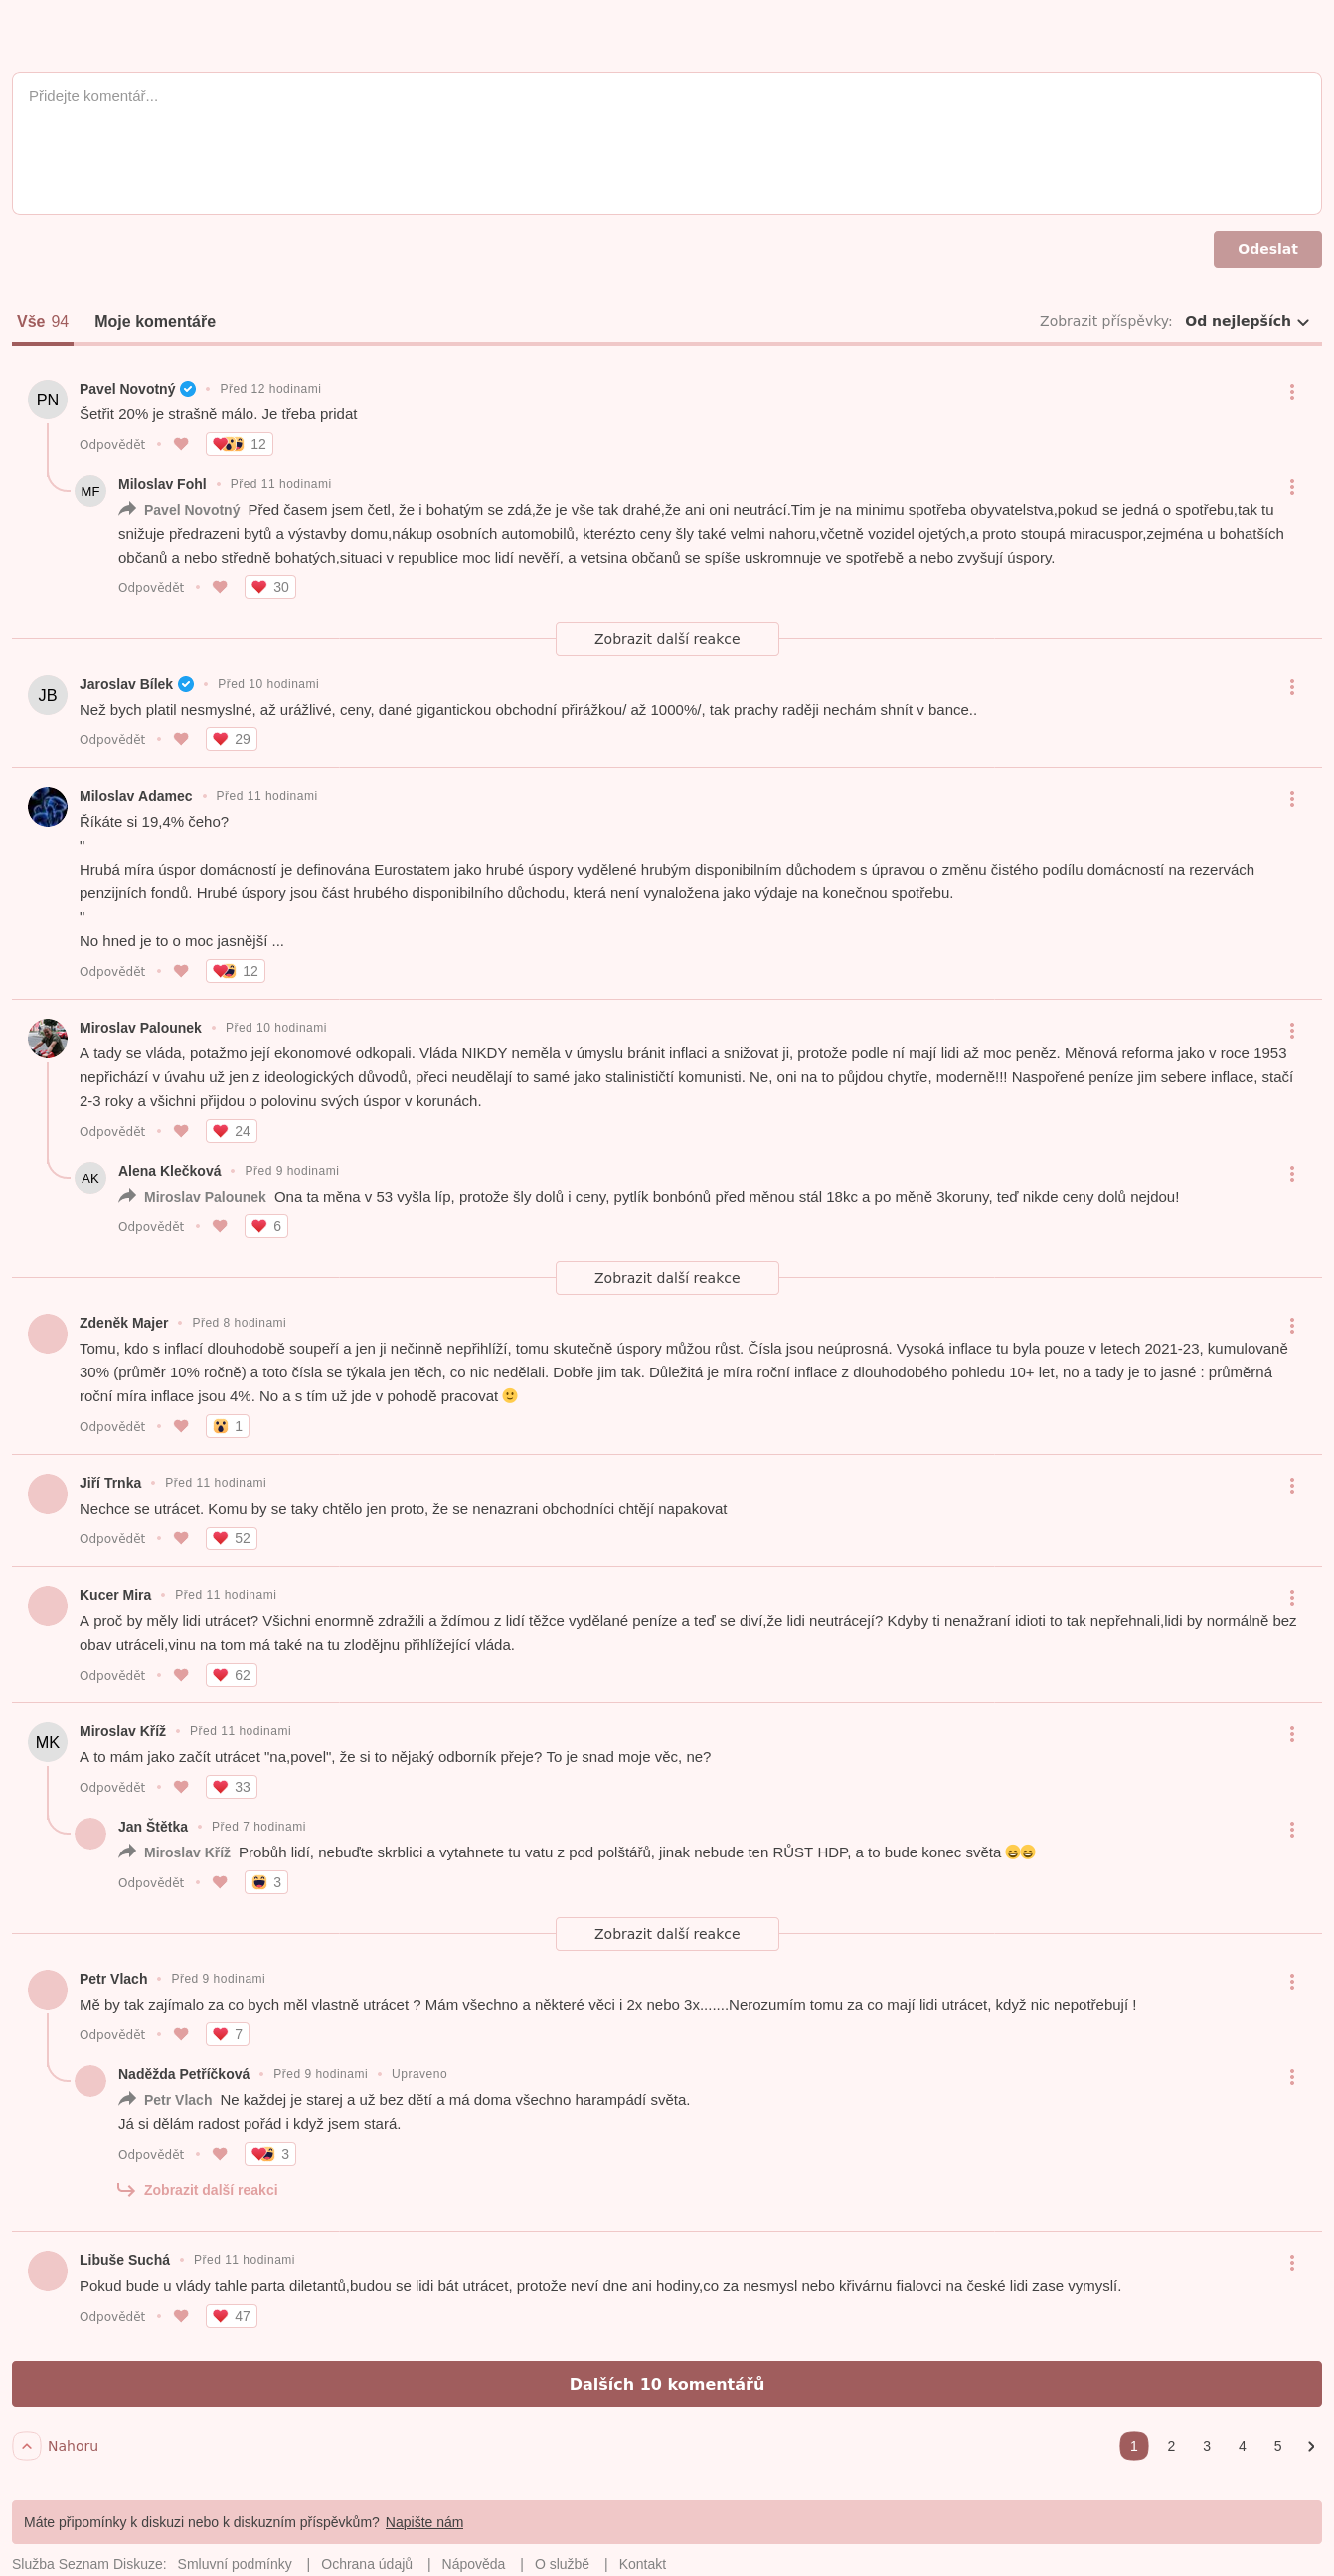 Přidejte komentář...
Odeslat
Vše 94 Moje komentáře Zobrazit příspěvky: Od nejlepších
PN Pavel Novotný • Před 12 hodinami
Šetřit 20% je strašně málo. Je třeba pridat
Odpovědět • 12
MF Miloslav Fohl • Před 11 hodinami
Pavel Novotný Před časem jsem četl, že i bohatým se zdá,že je vše tak drahé,že ani oni neutrácí.Tim je na minimu spotřeba obyvatelstva,pokud se jedná o spotřebu,tak tu
snižuje předrazeni bytů a výstavby domu,nákup osobních automobilů, kterézto ceny šly také velmi nahoru,včetně vozidel ojetých,a proto stoupá miracuspor,zejména u bohatších
občanů a nebo středně bohatých,situaci v republice moc lidí nevěří, a vetsina občanů se spíše uskromnuje ve spotřebě a nebo zvyšují úspory.
Odpovědět • 30
Zobrazit další reakce
JB Jaroslav Bílek • Před 10 hodinami
Než bych platil nesmyslné, až urážlivé, ceny, dané gigantickou obchodní přirážkou/ až 1000%/, tak prachy raději nechám shnít v bance..
Odpovědět • 29
Miloslav Adamec • Před 11 hodinami
Říkáte si 19,4% čeho?
"
Hrubá míra úspor domácností je definována Eurostatem jako hrubé úspory vydělené hrubým disponibilním důchodem s úpravou o změnu čistého podílu domácností na rezervách
penzijních fondů. Hrubé úspory jsou část hrubého disponibilního důchodu, která není vynaložena jako výdaje na konečnou spotřebu.
"
No hned je to o moc jasnější ...
Odpovědět • 12
Miroslav Palounek • Před 10 hodinami
A tady se vláda, potažmo její ekonomové odkopali. Vláda NIKDY neměla v úmyslu bránit inflaci a snižovat ji, protože podle ní mají lidi až moc peněz. Měnová reforma jako v roce 1953
nepřichází v úvahu už jen z ideologických důvodů, přeci neudělají to samé jako stalinističtí komunisti. Ne, oni na to půjdou chytře, moderně!!! Naspořené peníze jim sebere inflace, stačí
2-3 roky a všichni přijdou o polovinu svých úspor v korunách.
Odpovědět • 24
AK Alena Klečková • Před 9 hodinami
Miroslav Palounek Ona ta měna v 53 vyšla líp, protože šly dolů i ceny, pytlík bonbónů před měnou stál 18kc a po měně 3koruny, teď nikde ceny dolů nejdou!
Odpovědět • 6
Zobrazit další reakce
Zdeněk Majer • Před 8 hodinami
Tomu, kdo s inflací dlouhodobě soupeří a jen ji nečinně nepřihlíží, tomu skutečně úspory můžou růst. Čísla jsou neúprosná. Vysoká inflace tu byla pouze v letech 2021-23, kumulované
30% (průměr 10% ročně) a toto čísla se týkala jen těch, co nic nedělali. Dobře jim tak. Důležitá je míra roční inflace z dlouhodobého pohledu 10+ let, no a tady je to jasné : průměrná
roční míra inflace jsou 4%. No a s tím už jde v pohodě pracovat 🙂
Odpovědět • 1
Jiří Trnka • Před 11 hodinami
Nechce se utrácet. Komu by se taky chtělo jen proto, že se nenazrani obchodníci chtějí napakovat
Odpovědět • 52
Kucer Mira • Před 11 hodinami
A proč by měly lidi utrácet? Všichni enormně zdražili a ždímou z lidí těžce vydělané peníze a teď se diví,že lidi neutrácejí? Kdyby ti nenažraní idioti to tak nepřehnali,lidi by normálně bez
obav utráceli,vinu na tom má také na tu zlodějnu přihlížející vláda.
Odpovědět • 62
MK Miroslav Kříž • Před 11 hodinami
A to mám jako začít utrácet "na,povel", že si to nějaký odborník přeje? To je snad moje věc, ne?
Odpovědět • 33
Jan Štětka • Před 7 hodinami
Miroslav Kříž Probůh lidí, nebuďte skrblici a vytahnete tu vatu z pod polštářů, jinak nebude ten RŮST HDP, a to bude konec světa 😄😄
Odpovědět • 3
Zobrazit další reakce
Petr Vlach • Před 9 hodinami
Mě by tak zajímalo za co bych měl vlastně utrácet ? Mám všechno a některé věci i 2x nebo 3x.......Nerozumím tomu za co mají lidi utrácet, když nic nepotřebují !
Odpovědět • 7
Naděžda Petříčková • Před 9 hodinami • Upraveno
Petr Vlach Ne každej je starej a už bez dětí a má doma všechno harampádí světa.
Já si dělám radost pořád i když jsem stará.
Odpovědět • 3
Zobrazit další reakci
Libuše Suchá • Před 11 hodinami
Pokud bude u vlády tahle parta diletantů,budou se lidi bát utrácet, protože neví dne ani hodiny,co za nesmysl nebo křivárnu fialovci na české lidi zase vymyslí.
Odpovědět • 47
Dalších 10 komentářů
Nahoru 1 2 3 4 5
Máte připomínky k diskuzi nebo k diskuzním příspěvkům? Napište nám
Služba Seznam Diskuze: Smluvní podmínky | Ochrana údajů | Nápověda | O službě | Kontakt